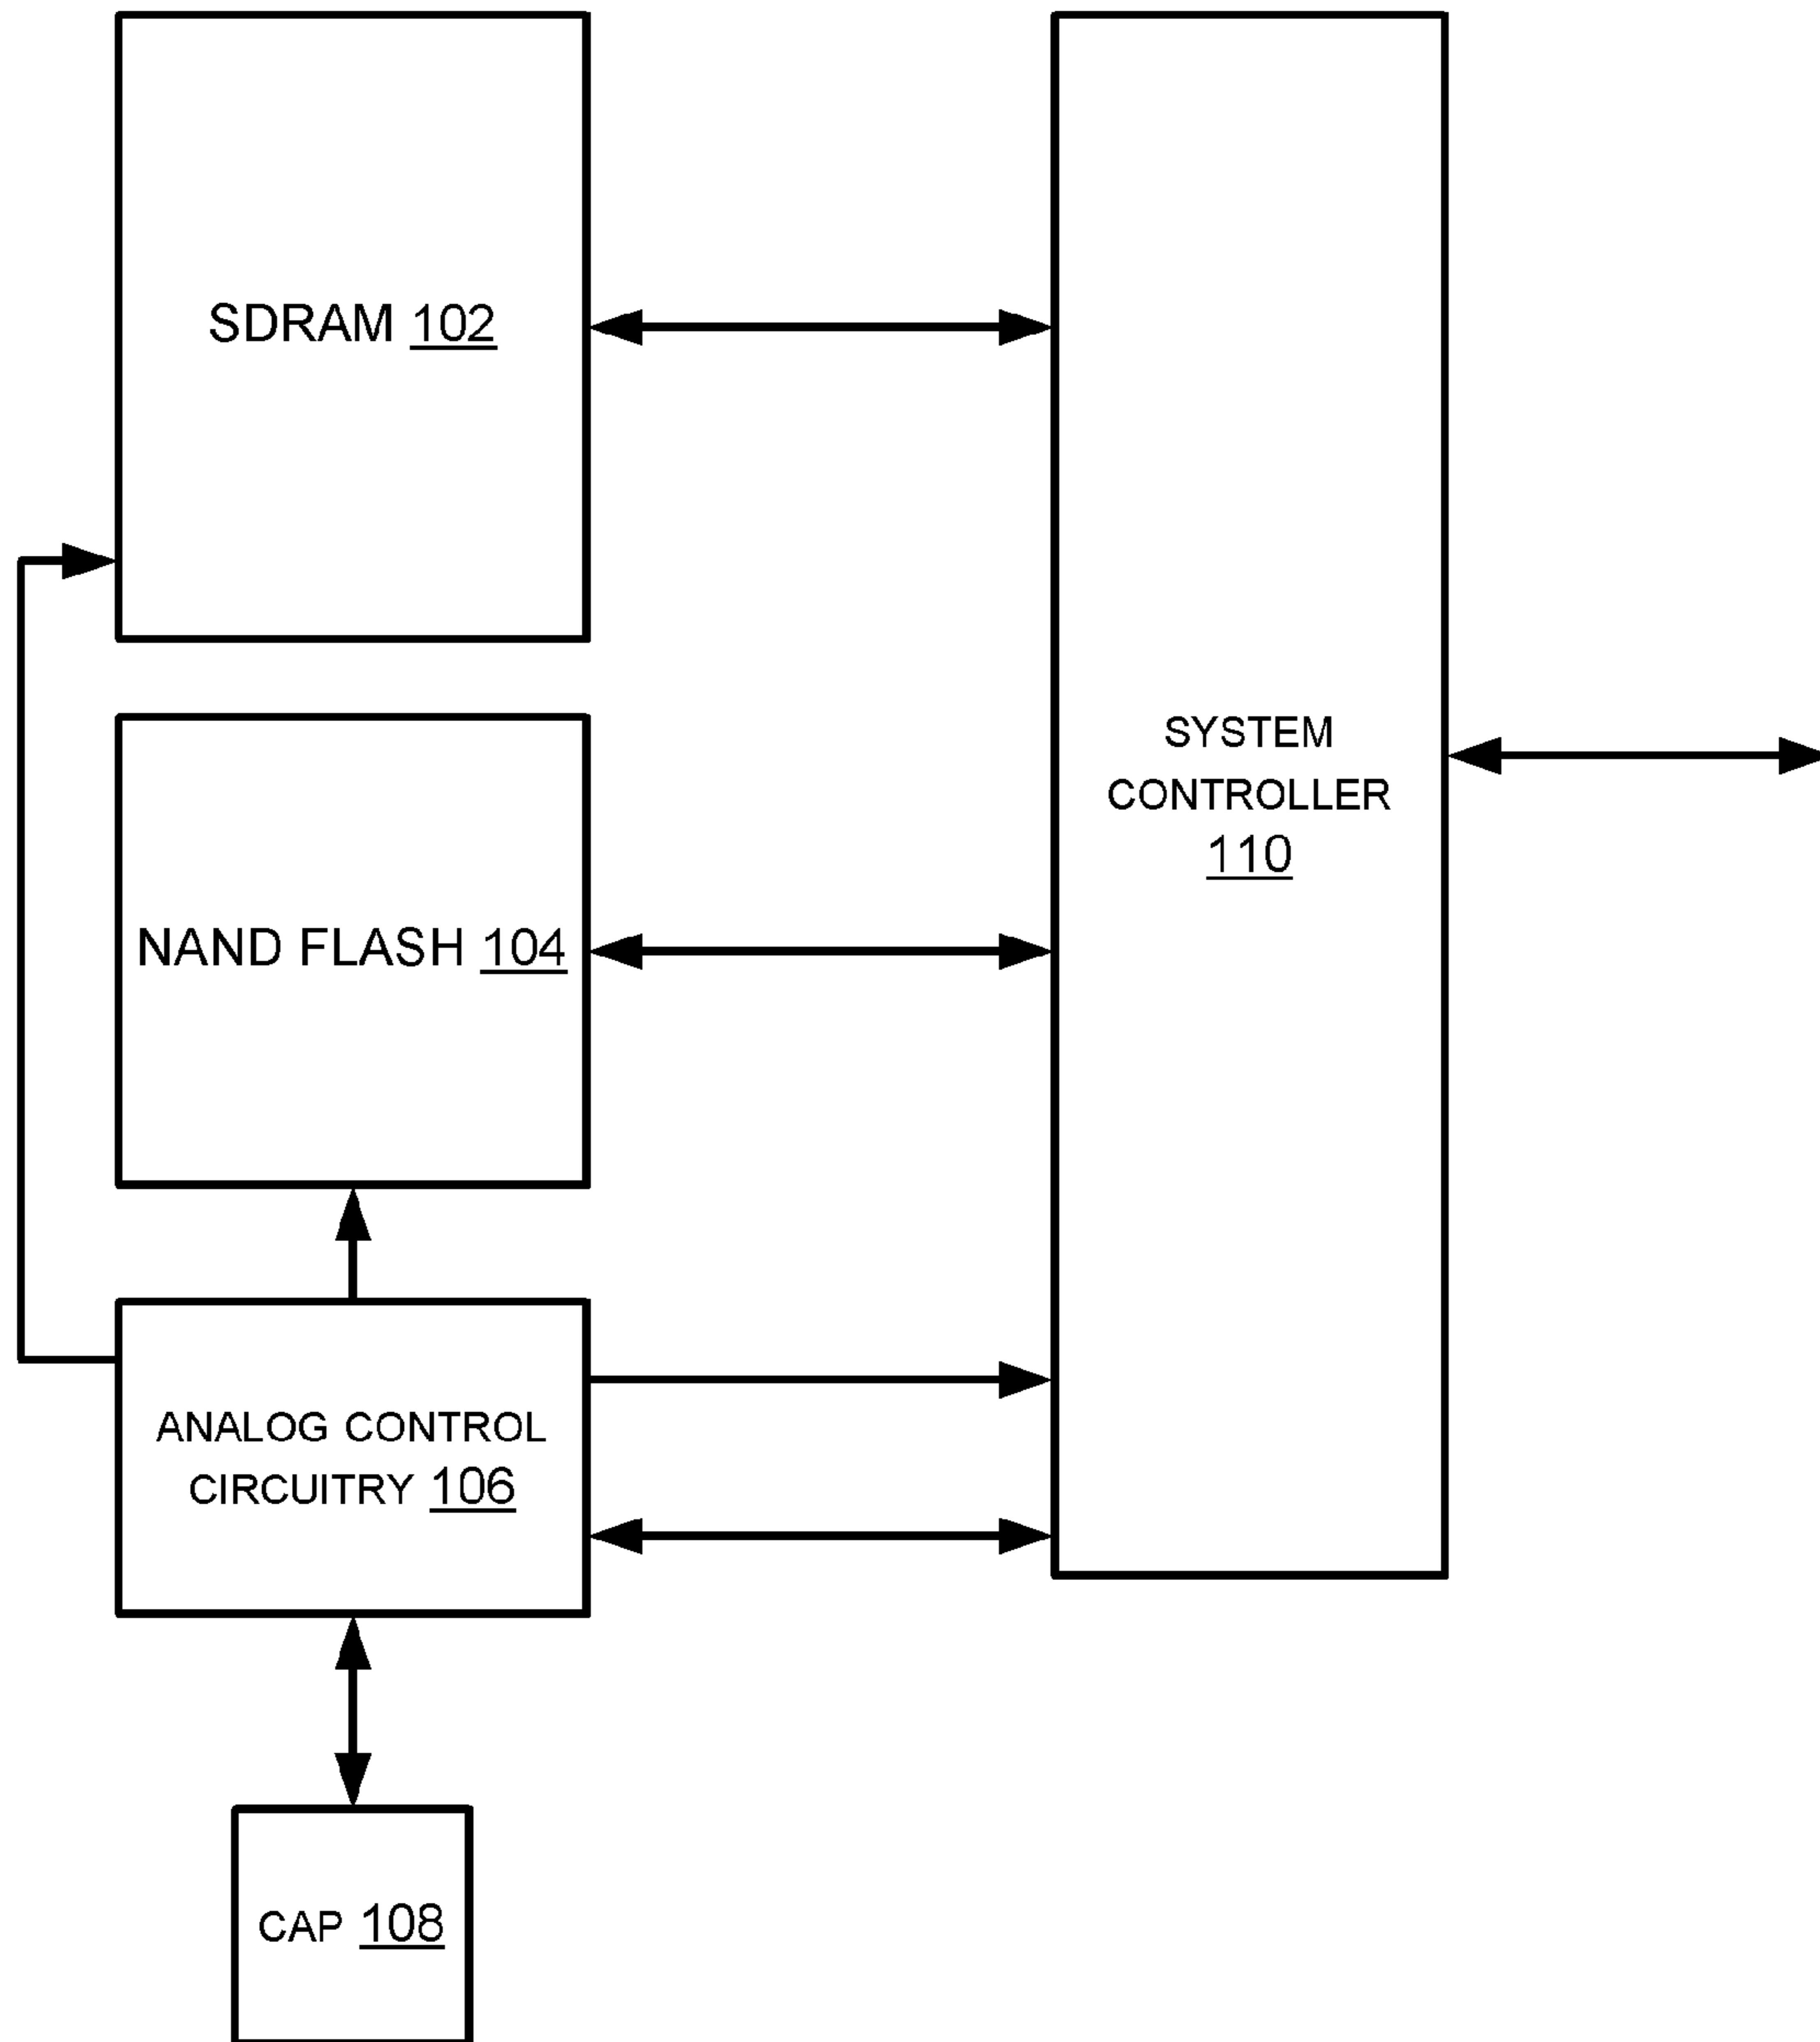 SDRAM 102
NAND FLASH 104
SYSTEM
CONTROLLER
110
ANALOG CONTROL
CIRCUITRY 106
CAP 108